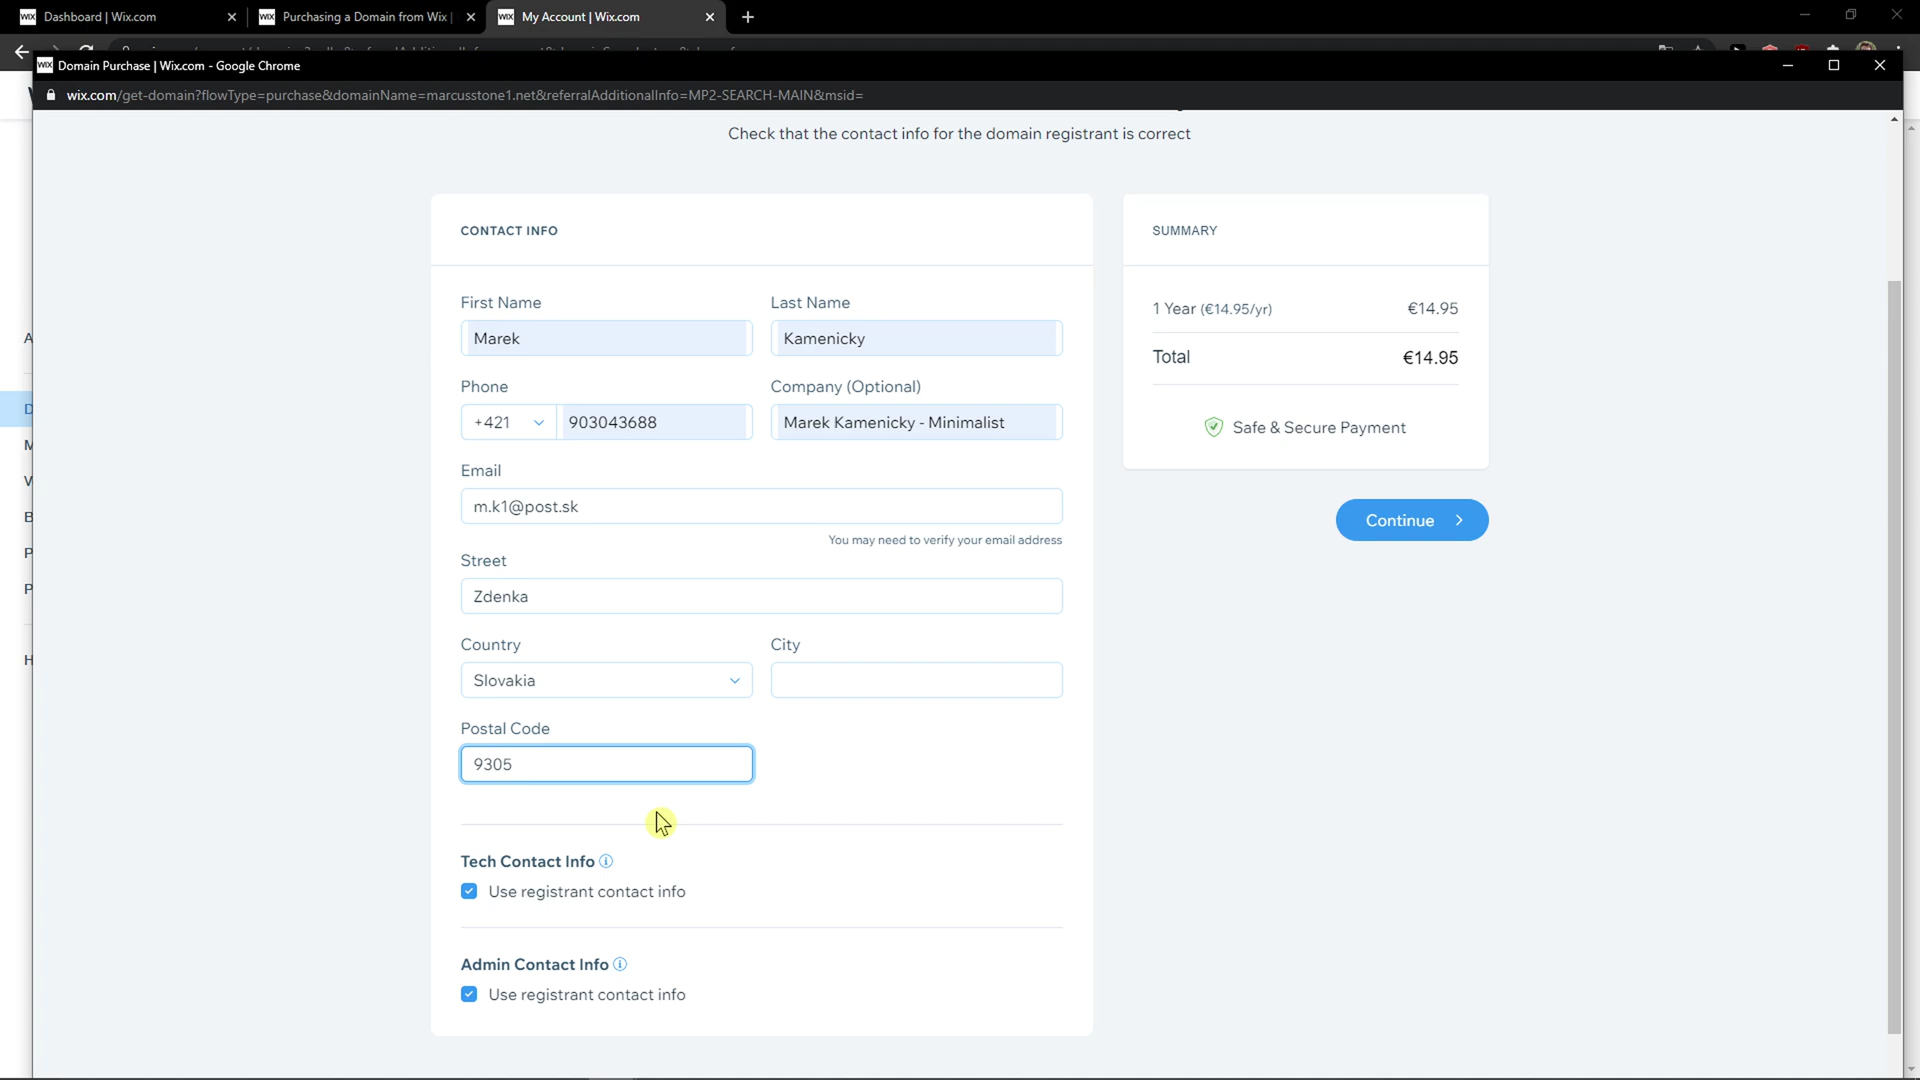 WIX Dashboard | Wix.com
WIX Purchasing a Domain from Wix
WIX My Account | Wix.com
WIX Domain Purchase | Wix.com - Google Chrome
wix.com/get-domain?flowType=purchase&domainName=marcusstone1.net&referralAdditionalInfo=MP2-SEARCH-MAIN&msid=
Check that the contact info for the domain registrant is correct
CONTACT INFO
First Name
Last Name
Marek
Kamenicky
Phone
Company (Optional)
+421
903043688
Marek Kamenicky - Minimalist
Email
m.k1@post.sk
You may need to verify your email address
Street
Zdenka
Country
City
Slovakia
Postal Code
9305
Tech Contact Info
Use registrant contact info
Admin Contact Info
Use registrant contact info
SUMMARY
1 Year (€14.95/yr) €14.95
Total €14.95
Safe & Secure Payment
Continue